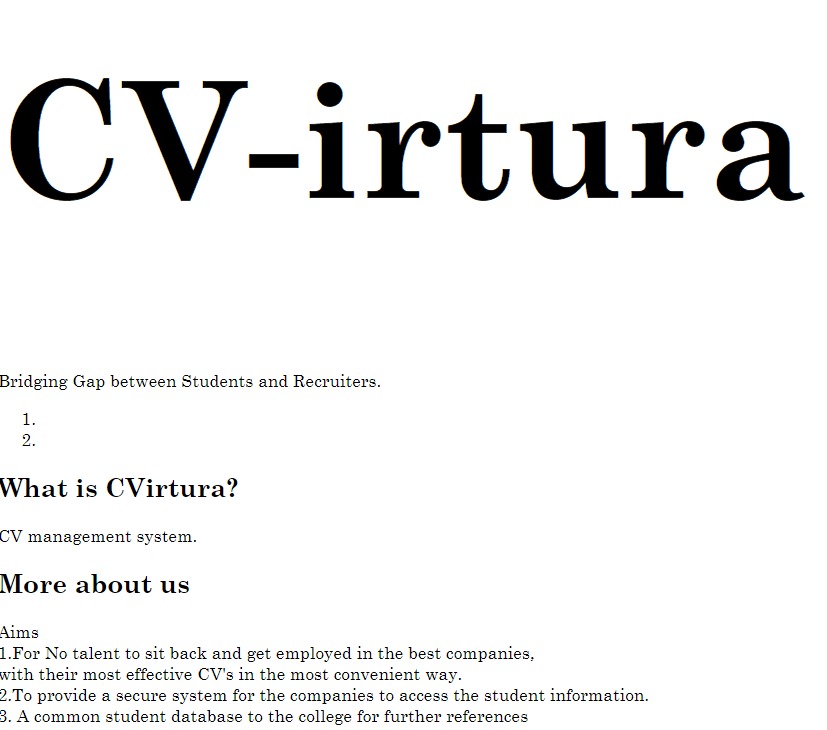 CV-irtura
Bridging Gap between Students and Recruiters.
1.
2.
What is CVirtura?
CV management system.
More about us
Aims
1.For No talent to sit back and get employed in the best companies,
with their most effective CV's in the most convenient way.
2.To provide a secure system for the companies to access the student information.
3. A common student database to the college for further references